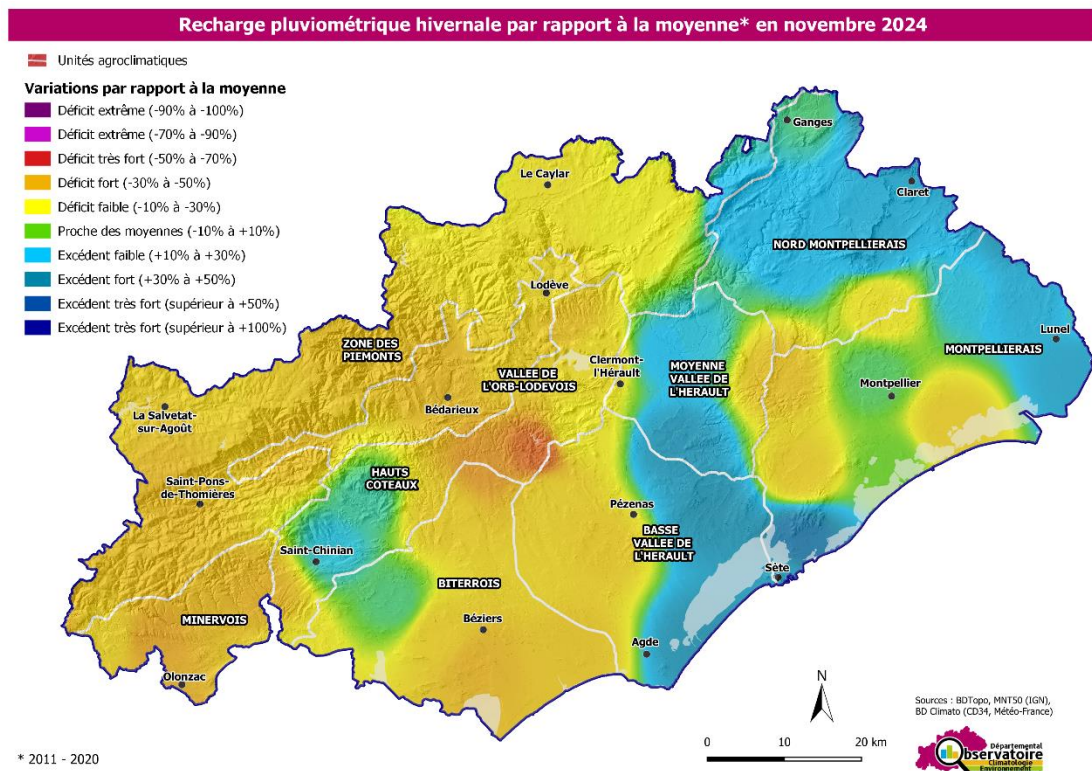 Recharge pluviométrique hivernale par rapport à la moyenne* en novembre 2024
Unités agroclimatiques
Variations par rapport à la moyenne
Déficit extrême (-90% à -100%)
Déficit extrême (-70% à -90%)
Déficit très fort (-50% à -70%)
Déficit fort (-30% à -50%)
Déficit faible (-10% à -30%)
Proche des moyennes (-10% à +10%)
Excédent faible (+10% à +30%)
Excédent fort (+30% à +50%)
Excédent très fort (supérieur à +50%)
Excédent très fort (supérieur à +100%)
Ganges
Le Caylar
Claret
NORD MONTPELLIERAIS
Lodève
Lunel
ZONE DES
PIEMONTS
MONTPELLIERAIS
Clermont-
l'Hérault
MOYENNE
VALLEE DE
L'HERAULT
VALLEE DE
L'ORB-LODEVOIS
Montpellier
Bédarieux
La Salvetat-
sur-Agoût
HAUTS
COTEAUX
Saint-Pons-
de-Thomières
Pézenas
BASSE
VALLEE DE
L'HERAULT
Saint-Chinian
Sète
BITERROIS
MINERVOIS
Béziers
Agde
Olonzac
N
Sources : BDTopo, MNT50 (IGN),
BD Climato (CD34, Météo-France)
0 10 20 km
* 2011 - 2020
Départemental
Observatoire
Climatologie
Environnement